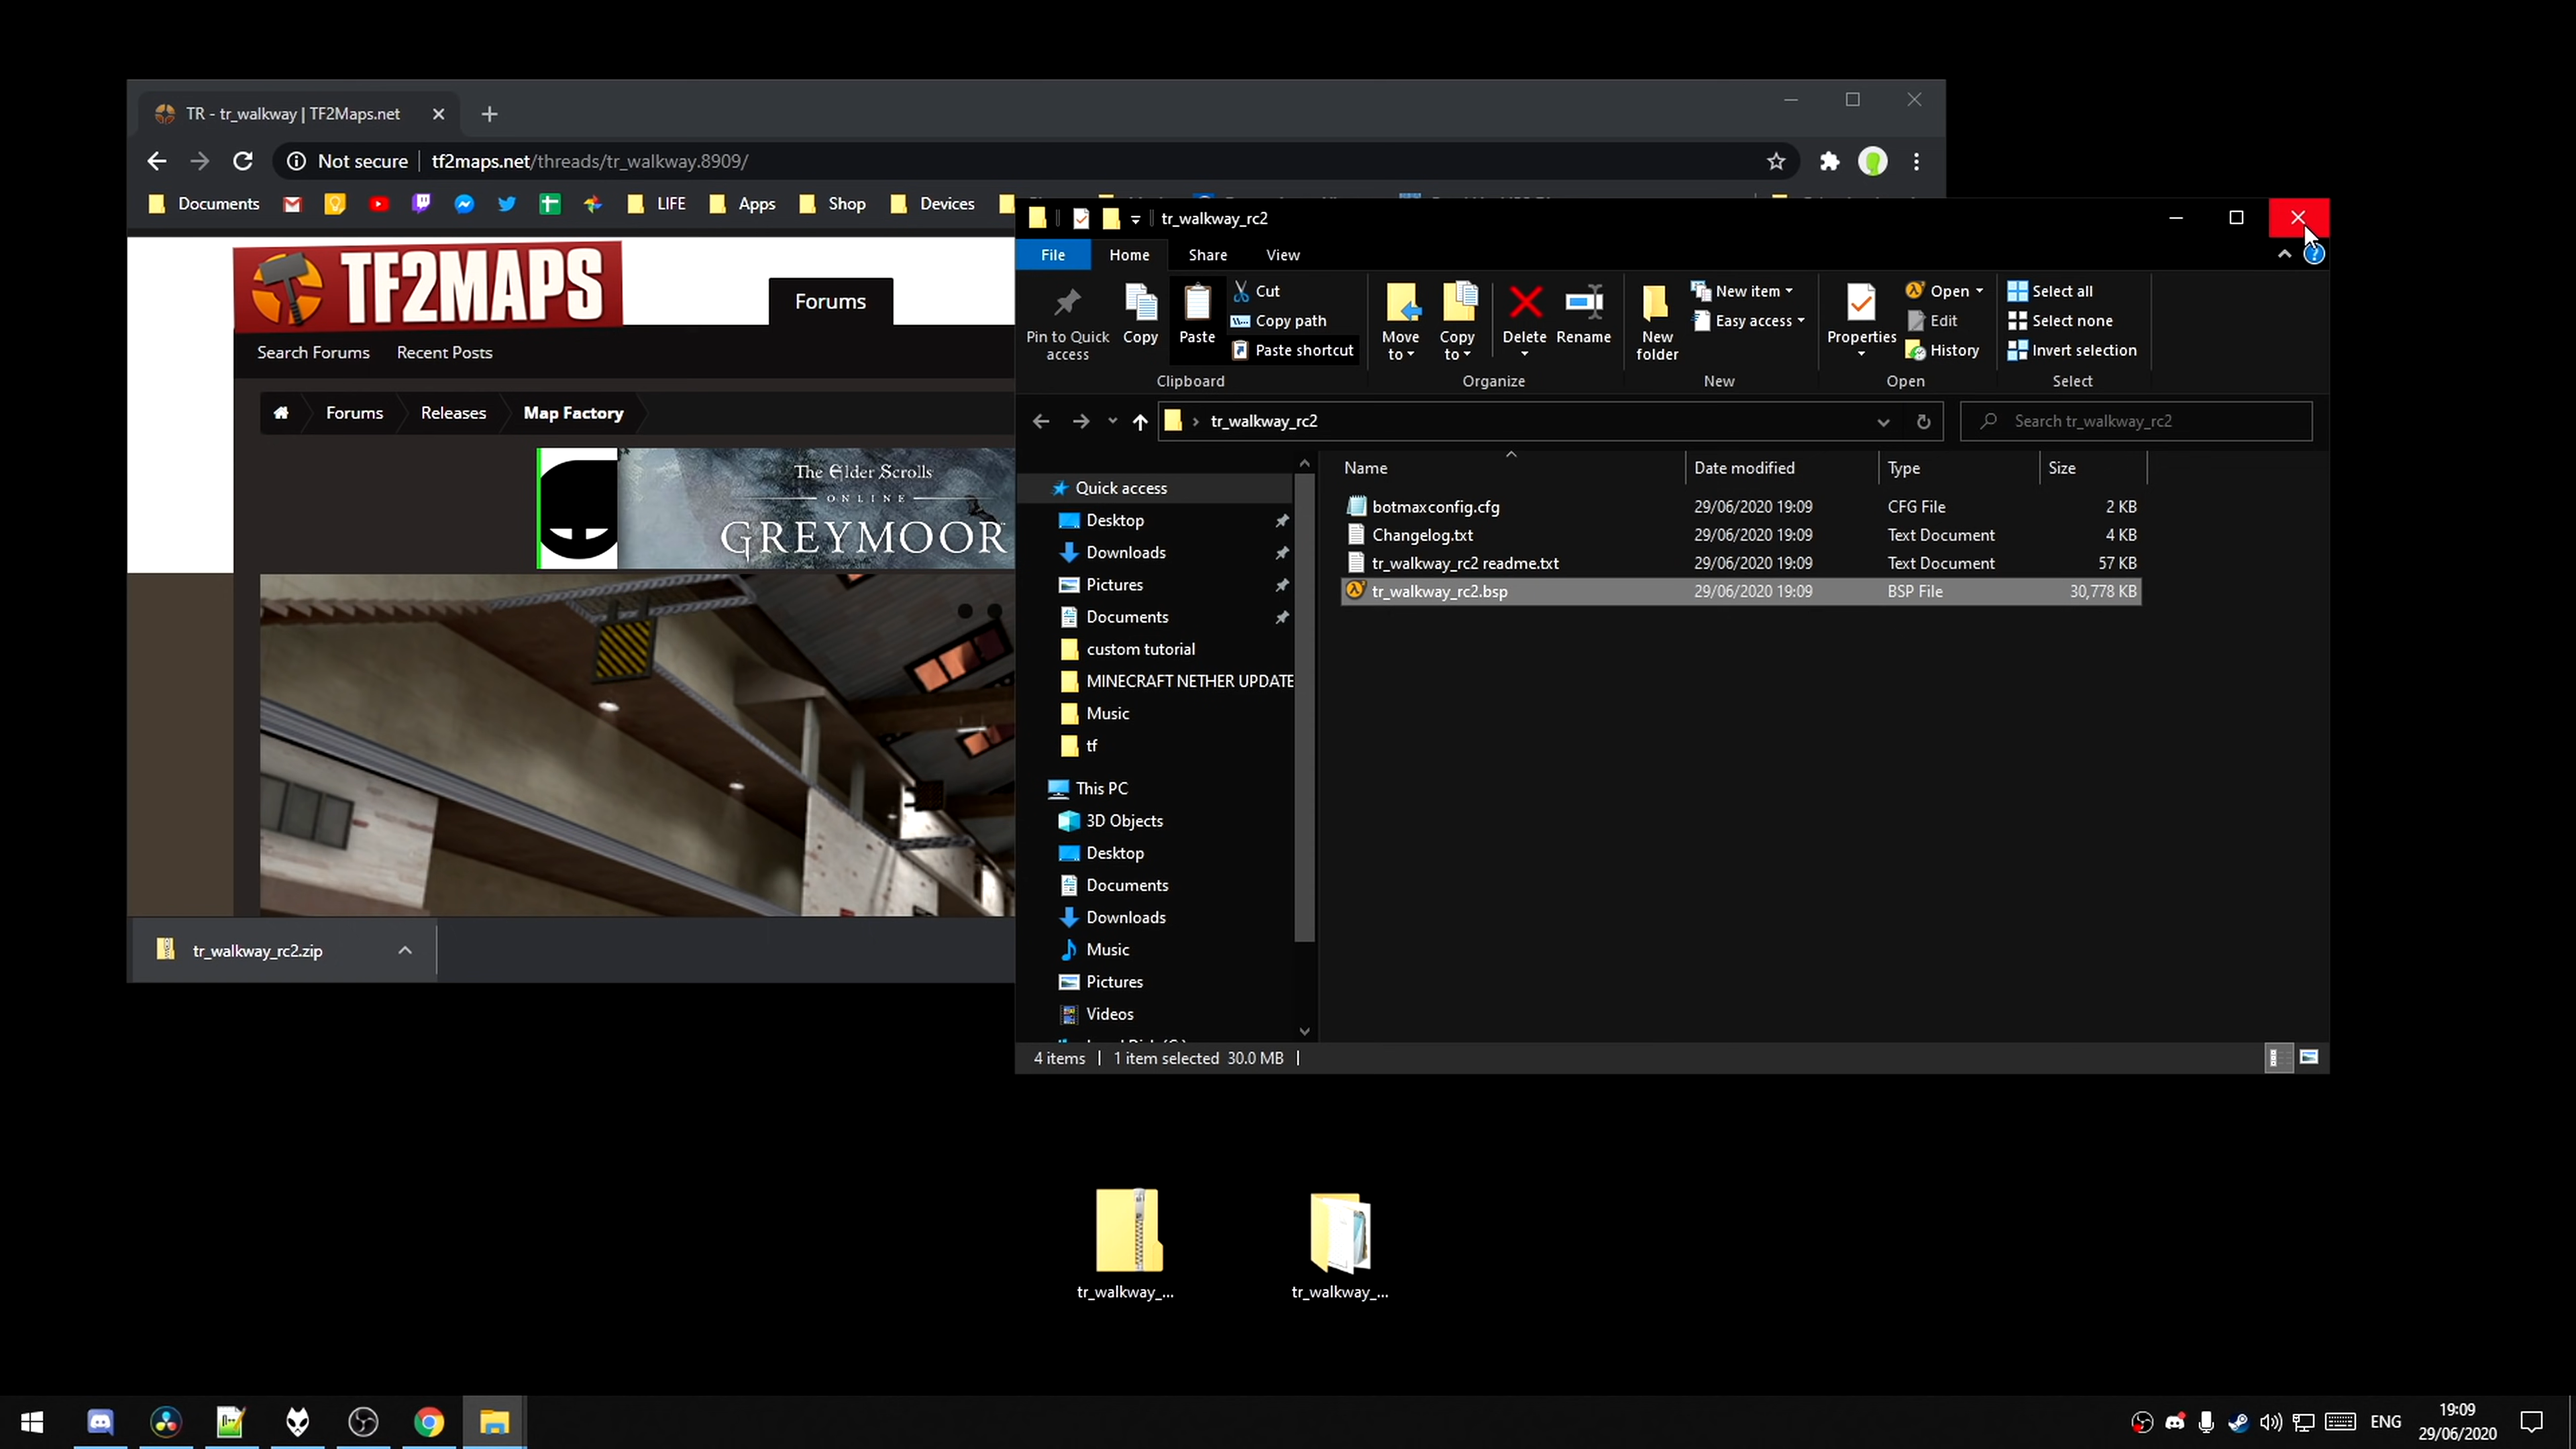 TR - tr_walkway | TF2Maps.net
Not secure tf2maps.net/threads/tr_walkway.8909/
Documents LIFE Apps Shop Devices
TF2MAPS
Forums
Search Forums Recent Posts
Forums Releases Map Factory
The Elder Scrolls
ONLINE
GREYMOOR
tr_walkway_rc2.zip
tr_walkway_rc2
File Home Share View
Pin to Quick access
Copy
Paste
Cut
Copy path
Paste shortcut
Clipboard
Move to
Copy to
Delete
Rename
Organize
New folder
New item
Easy access
New
Properties
Open
Edit
History
Open
Select all
Select none
Invert selection
Select
tr_walkway_rc2
Search tr_walkway_rc2
Quick access
Desktop
Downloads
Pictures
Documents
custom tutorial
MINECRAFT NETHER UPDATE
Music
tf
This PC
3D Objects
Desktop
Documents
Downloads
Music
Pictures
Videos
Name Date modified Type Size
botmaxconfig.cfg 29/06/2020 19:09 CFG File 2 KB
Changelog.txt 29/06/2020 19:09 Text Document 4 KB
tr_walkway_rc2 readme.txt 29/06/2020 19:09 Text Document 57 KB
tr_walkway_rc2.bsp 29/06/2020 19:09 BSP File 30,778 KB
4 items 1 item selected 30.0 MB
tr_walkway_...
tr_walkway_...
ENG
19:09
29/06/2020